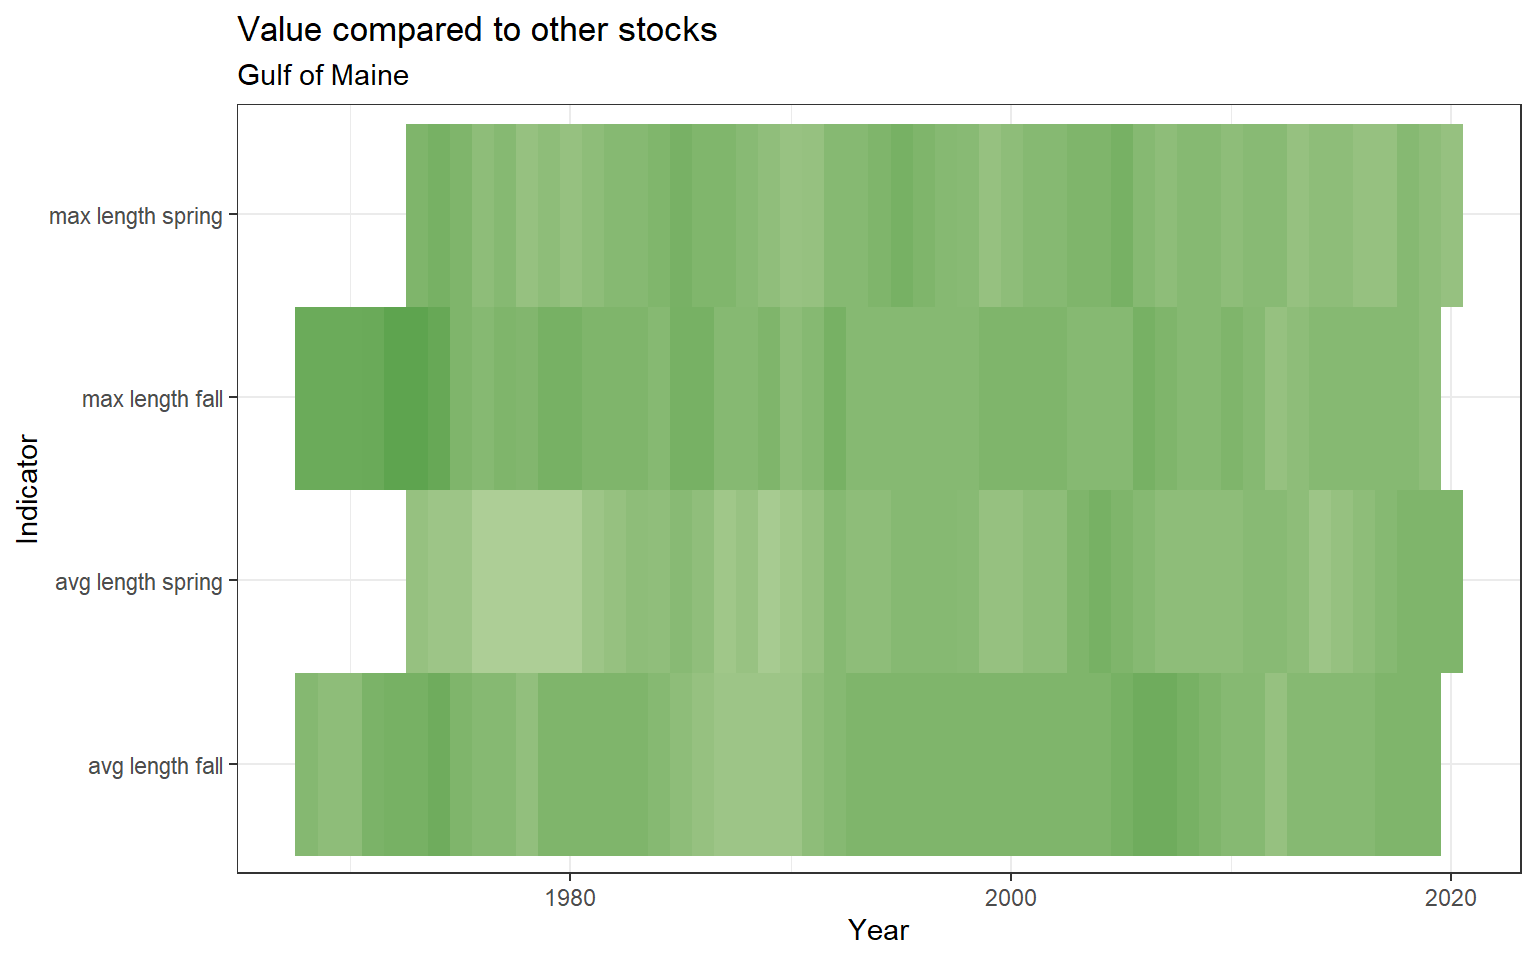 Value compared to other stocks
Gulf of Maine
max length spring
max length fall
avg length spring
avg length fall
Indicator
1980
2000
2020
Year